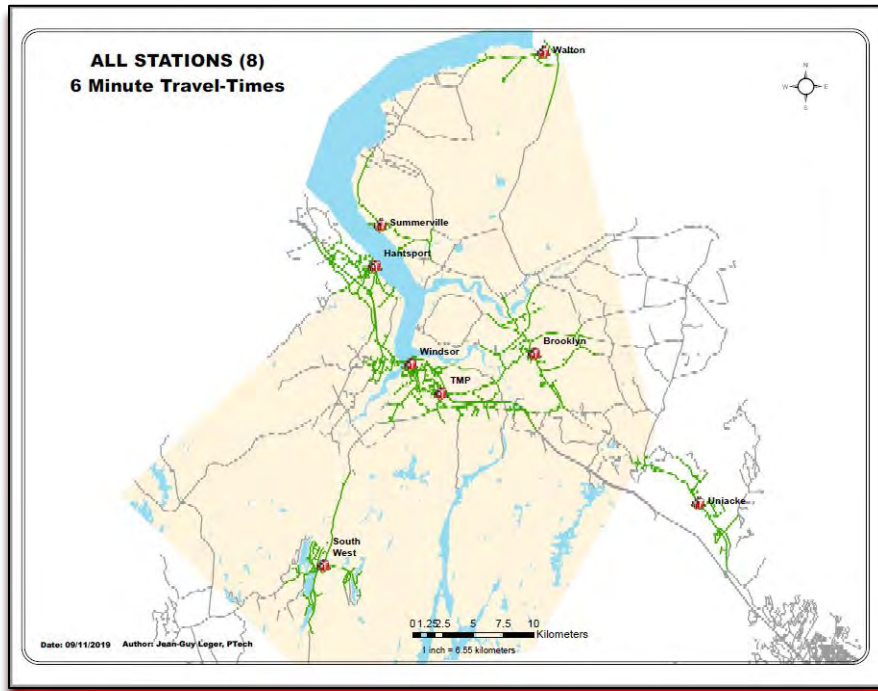 ALL STATIONS (8)
6 Minute Travel-Times
Walton
N
W E
S
Summerville
Hantsport
Brooklyn
Windsor
TMP
Uniacke
South
West
0 1.25 2.5 5 7.5 10
Kilometers
1 inch = 6.55 kilometers
Date: 09/11/2019 Author: Jean-Guy Leger, PTech